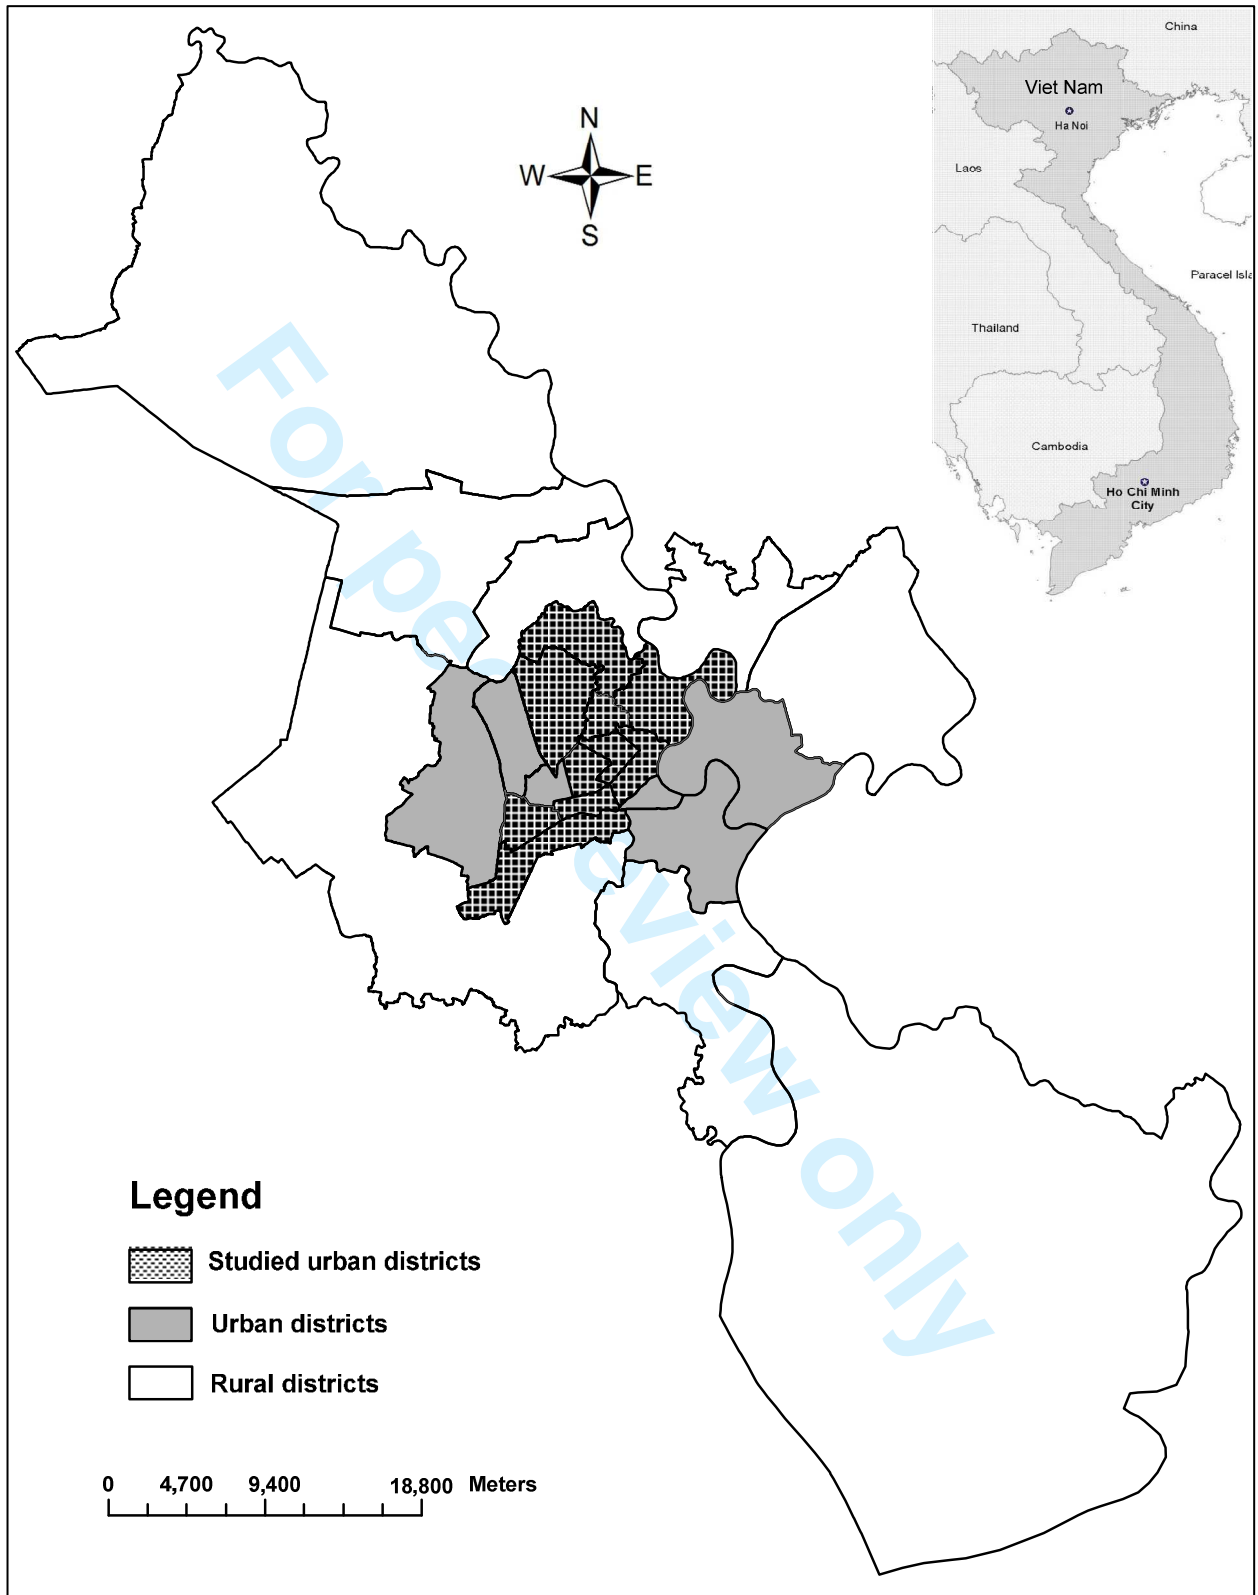 China
Viet Nam
Ha Noi
Laos
Paracel Isla
Thailand
Cambodia
Ho Chi Minh
City
N
W E
S
For peer review only
Legend
Studied urban districts
Urban districts
Rural districts
0 4,700 9,400 18,800 Meters